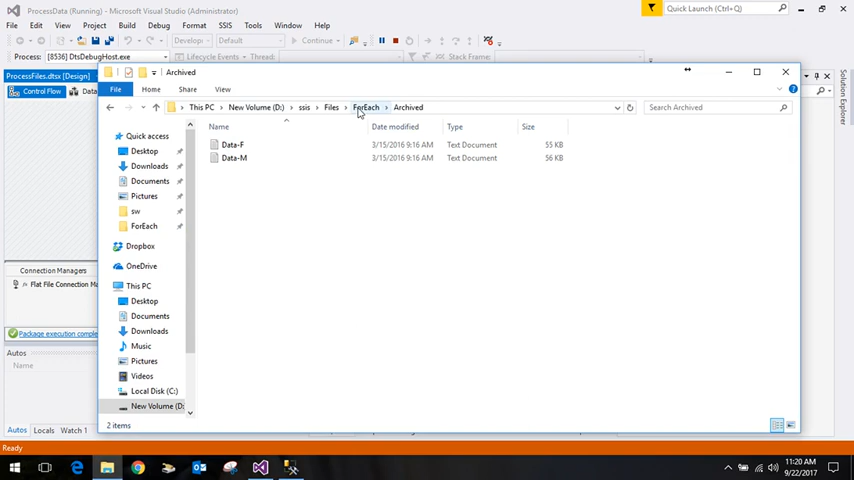 ProcessData (Running) - Microsoft Visual Studio (Administrator)
Quick Launch (Ctrl+Q)
File Edit View Project Build Debug Format SSIS Tools Window Help
Develop Default Continue
Process: [8536] DtsDebugHost.exe Lifecycle Events Thread: Stack Frame:
ProcessFiles.dtsx [Design]
Control Flow Data
Solution Explorer
Archived
File Home Share View
This PC New Volume (D:) ssis Files ForEach Archived
Search Archived
Name Date modified Type Size
Data-F 3/15/2016 9:16 AM Text Document 55 KB
Data-M 3/15/2016 9:16 AM Text Document 56 KB
Quick access
Desktop
Downloads
Documents
Pictures
sw
ForEach
Dropbox
OneDrive
This PC
Desktop
Documents
Downloads
Music
Pictures
Videos
Local Disk (C:)
New Volume (D:
2 items
Connection Managers
Flat File Connection Ma
Package execution comple
Autos
Name
Autos Locals Watch 1
Ready
11:20 AM
9/22/2017